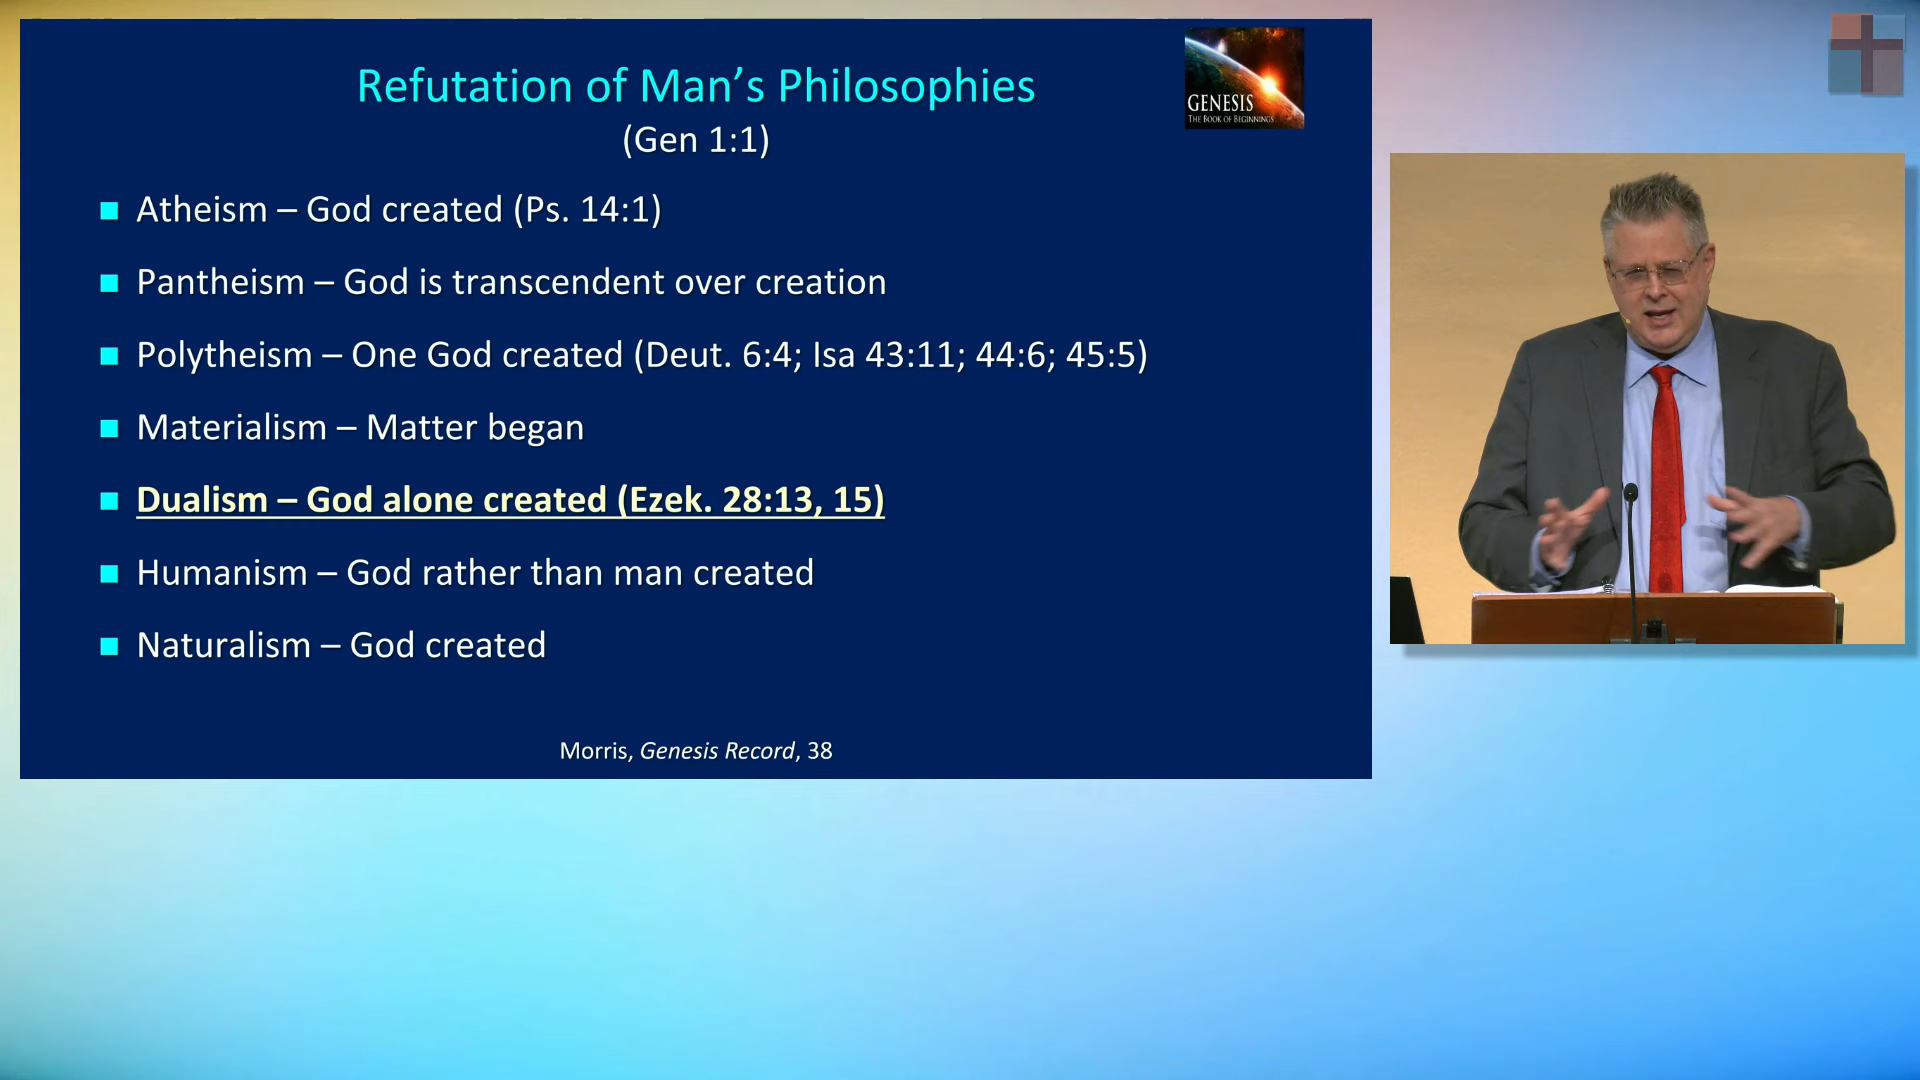 Refutation of Man’s Philosophies
(Gen 1:1)
GENESIS
THE BOOK OF BEGINNINGS
Atheism – God created (Ps. 14:1)
Pantheism – God is transcendent over creation
Polytheism – One God created (Deut. 6:4; Isa 43:11; 44:6; 45:5)
Materialism – Matter began
Dualism – God alone created (Ezek. 28:13, 15)
Humanism – God rather than man created
Naturalism – God created
Morris, Genesis Record, 38